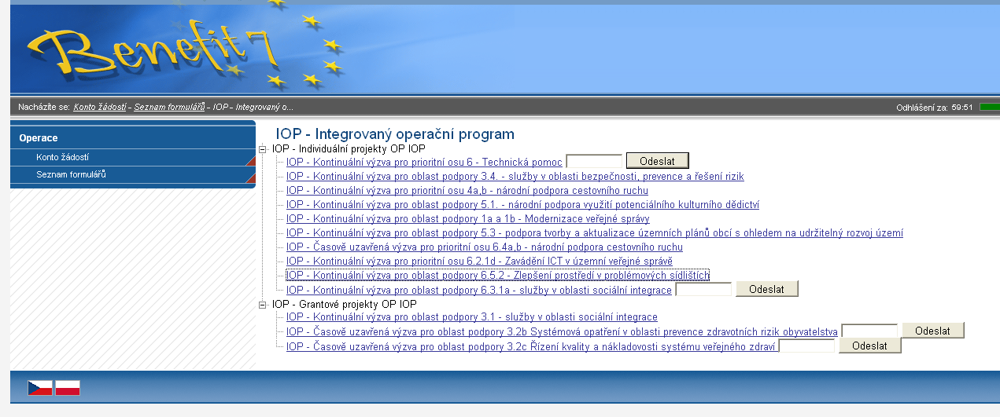 Benefit 7
Nacházíte se: Konto žádostí - Seznam formulářů - IOP - Integrovaný o...
Odhlášení za: 59:51
Operace
Konto žádostí
Seznam formulářů
IOP - Integrovaný operační program
IOP - Individuální projekty OP IOP
IOP - Kontinuální výzva pro prioritní osu 6 - Technická pomoc Odeslat
IOP - Kontinuální výzva pro oblast podpory 3.4. - služby v oblasti bezpečnosti, prevence a řešení rizik
IOP - Kontinuální výzva pro prioritní osu 4a,b - národní podpora cestovního ruchu
IOP - Kontinuální výzva pro oblast podpory 5.1. - národní podpora využití potenciálního kulturního dědictví
IOP - Kontinuální výzva pro oblast podpory 1a a 1b - Modernizace veřejné správy
IOP - Kontinuální výzva pro oblast podpory 5.3 - podpora tvorby a aktualizace územních plánů obcí s ohledem na udržitelný rozvoj území
IOP - Časově uzavřená výzva pro prioritní osu 6.4a,b - národní podpora cestovního ruchu
IOP - Kontinuální výzva pro prioritní osu 6.2.1d - Zavádění ICT v územní veřejné správě
IOP - Kontinuální výzva pro oblast podpory 6.5.2 - Zlepšení prostředí v problémových sídlištích
IOP - Kontinuální výzva pro oblast podpory 6.3.1a - služby v oblasti sociální integrace Odeslat
IOP - Grantové projekty OP IOP
IOP - Kontinuální výzva pro oblast podpory 3.1 - služby v oblasti sociální integrace
IOP - Časově uzavřená výzva pro oblast podpory 3.2b Systémová opatření v oblasti prevence zdravotních rizik obyvatelstva Odeslat
IOP - Časově uzavřená výzva pro oblast podpory 3.2c Řízení kvality a nákladovosti systému veřejného zdraví Odeslat